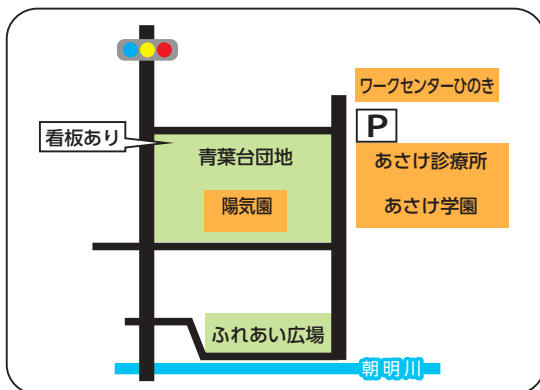 ワークセンターひのき
看板あり
P
青葉台団地
あさけ診療所
陽気園
あさけ学園
ふれあい広場
朝明川